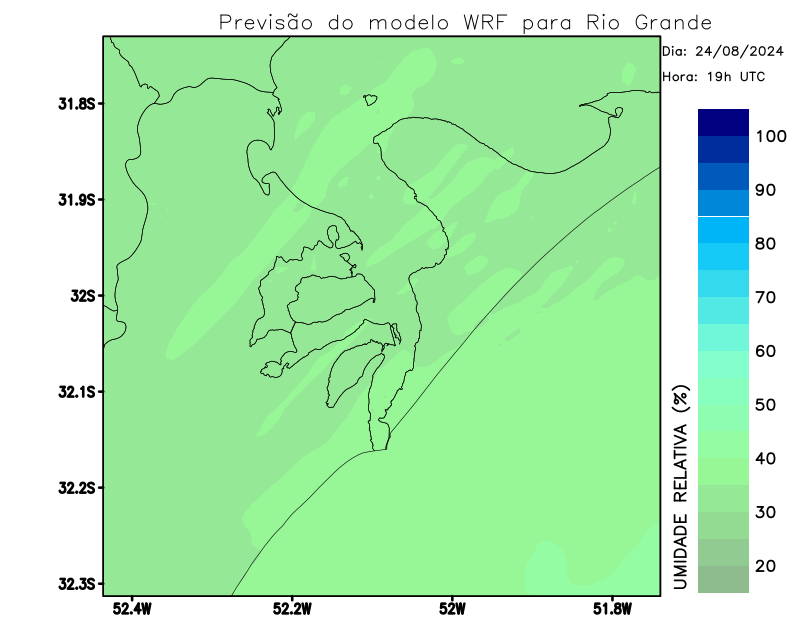 Previsão do modelo WRF para Rio Grande
Dia: 24/08/2024
Hora: 19h UTC
31.8S
31.9S
32S
32.1S
32.2S
32.3S
52.4W
52.2W
52W
51.8W
UMIDADE RELATIVA (%)
100
90
80
70
60
50
40
30
20